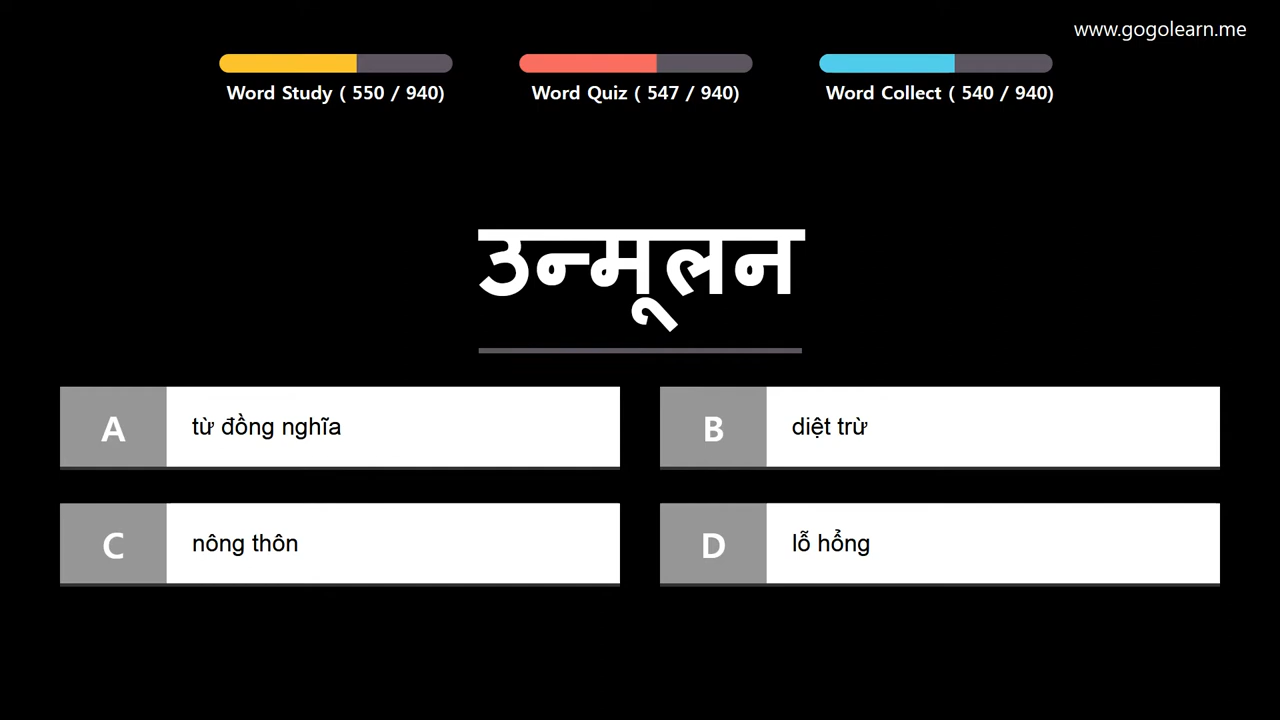 www.gogolearn.me
Word Study ( 550 / 940)
Word Quiz ( 547 / 940)
Word Collect ( 540 / 940)
उन्मूलन
A
từ đồng nghĩa
B
diệt trừ
C
nông thôn
D
lỗ hổng